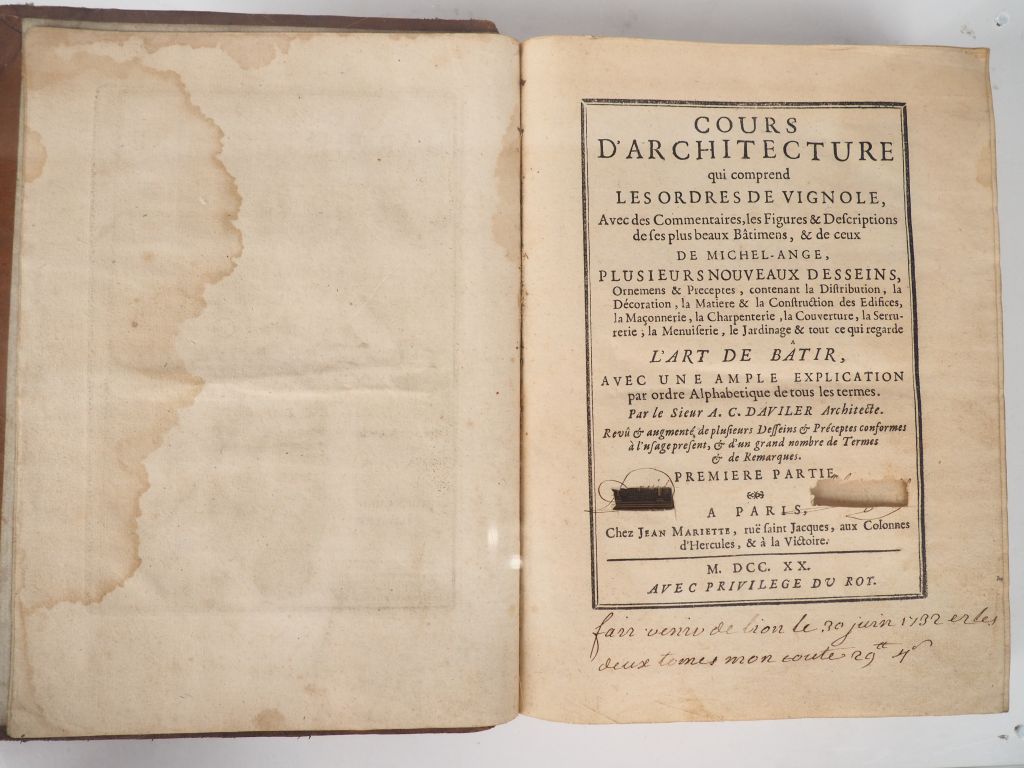 COURS
D'ARCHITECTURE
qui comprend
LES ORDRES DE VIGNOLE,
Avec des Commentaires, les Figures & Deſcriptions
de ſes plus beaux Bâtimens, & de ceux
DE MICHEL-ANGE,
PLUSIEURS NOUVEAUX DESSEINS,
Ornemens & Preceptes, contenant la Diſtribution, la
Décoration, la Matiere & la Conſtruction des Edifices,
la Maçonnerie, la Charpenterie, la Couverture, la Serru-
rerie, la Menuiſerie, le Jardinage & tout ce qui regarde
L'ART DE BÂTIR,
AVEC UNE AMPLE EXPLICATION
par ordre Alphabetique de tous les termes.
Par le Sieur A. C. DAVILER Architecte.
Revû & augmenté de pluſieurs Deſſeins & Préceptes conformes
à l'uſage preſent, & d'un grand nombre de Termes
& de Remarques.
PREMIERE PARTIE
A PARIS,
Chez JEAN MARIETTE, ruë ſaint Jacques, aux Colonnes
d'Hercules, & à la Victoire.
M. DCC. XX.
AVEC PRIVILEGE DU ROY.
fair venir de lion le 30 juin 1732 et les
deux tomes mon couté 29